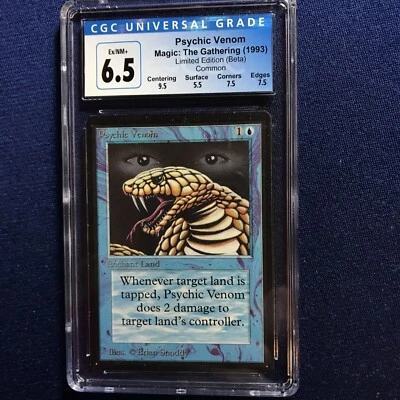 CGC UNIVERSAL GRADE
Ex/NM+
6.5
Psychic Venom
Magic: The Gathering (1993)
Limited Edition (Beta)
Common
Centering Surface Corners Edges
9.5 5.5 7.5 7.5
Psychic Venom 1
Enchant Land
Whenever target land is
tapped, Psychic Venom
does 2 damage to
target land's controller.
Illus. © Brian Snoddy